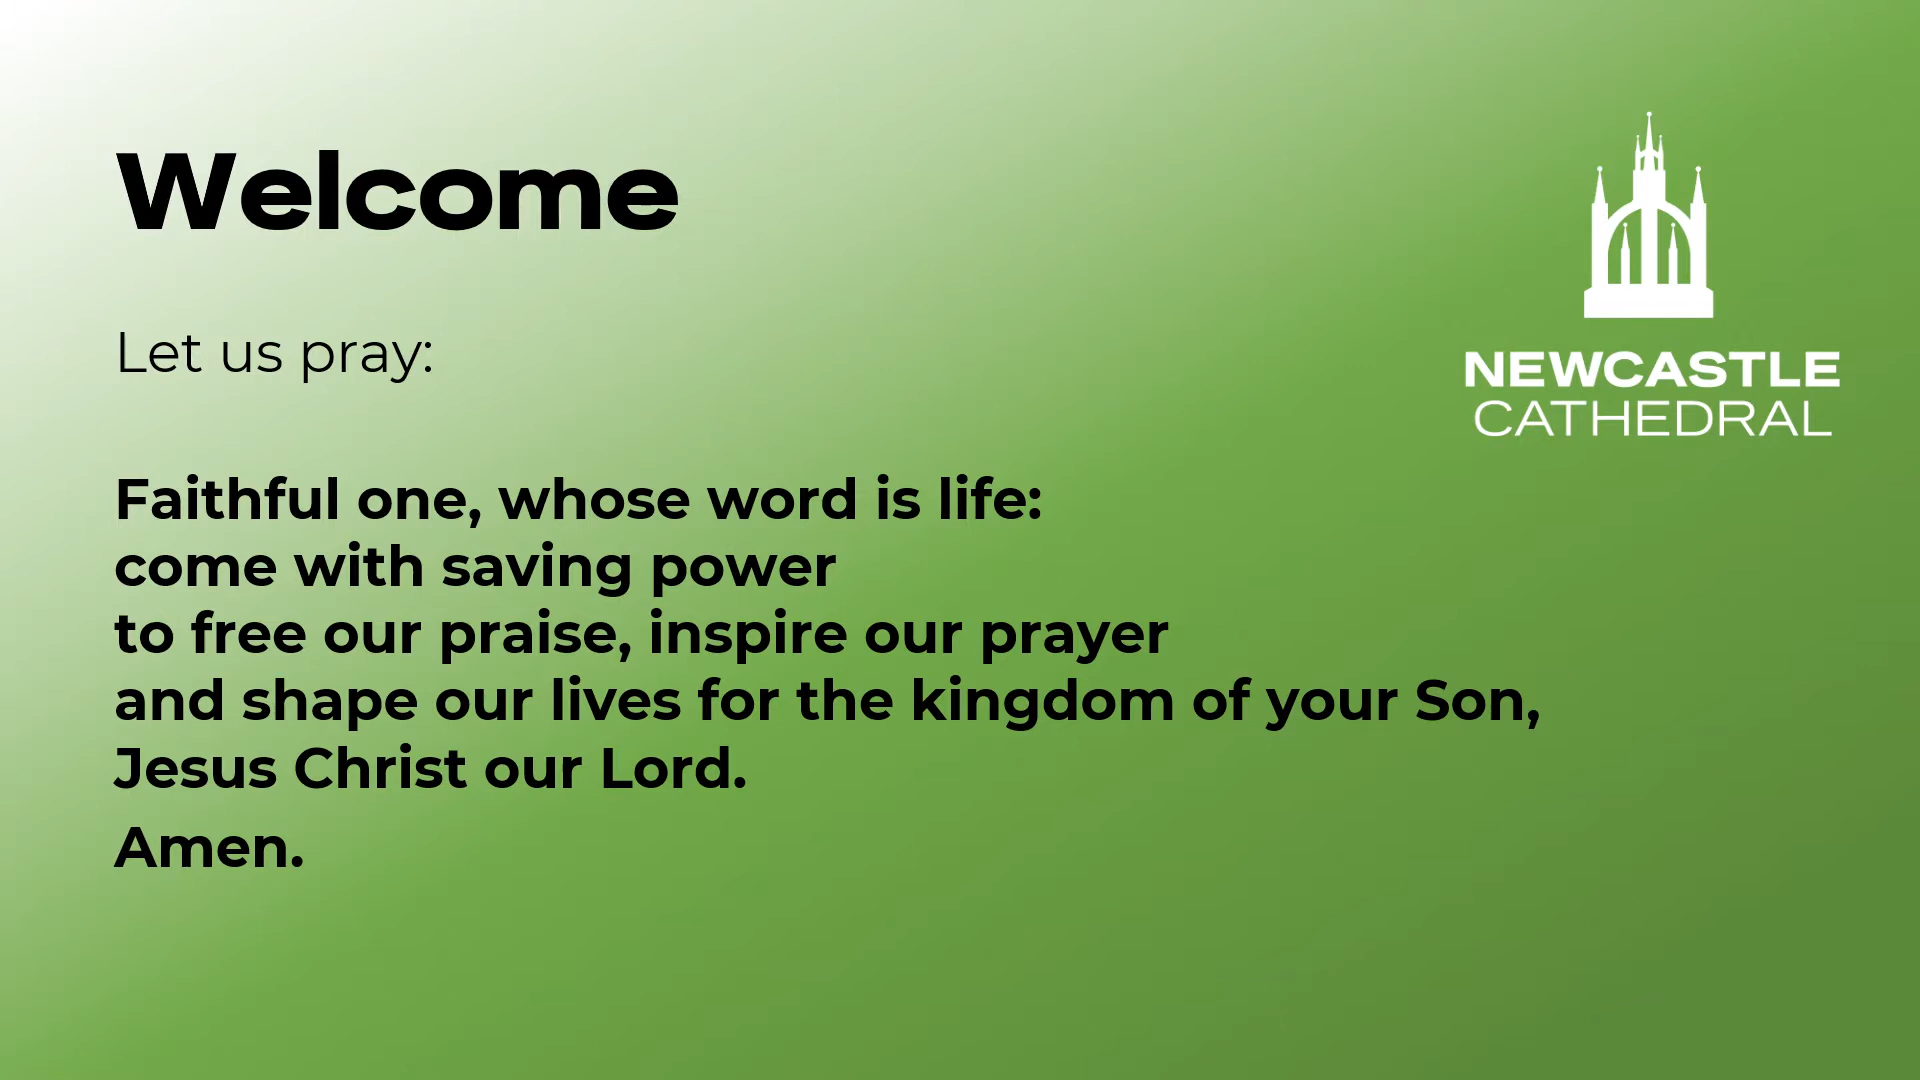 Welcome
Let us pray:
Faithful one, whose word is life:
come with saving power
to free our praise, inspire our prayer
and shape our lives for the kingdom of your Son,
Jesus Christ our Lord.
Amen.
NEWCASTLE
CATHEDRAL